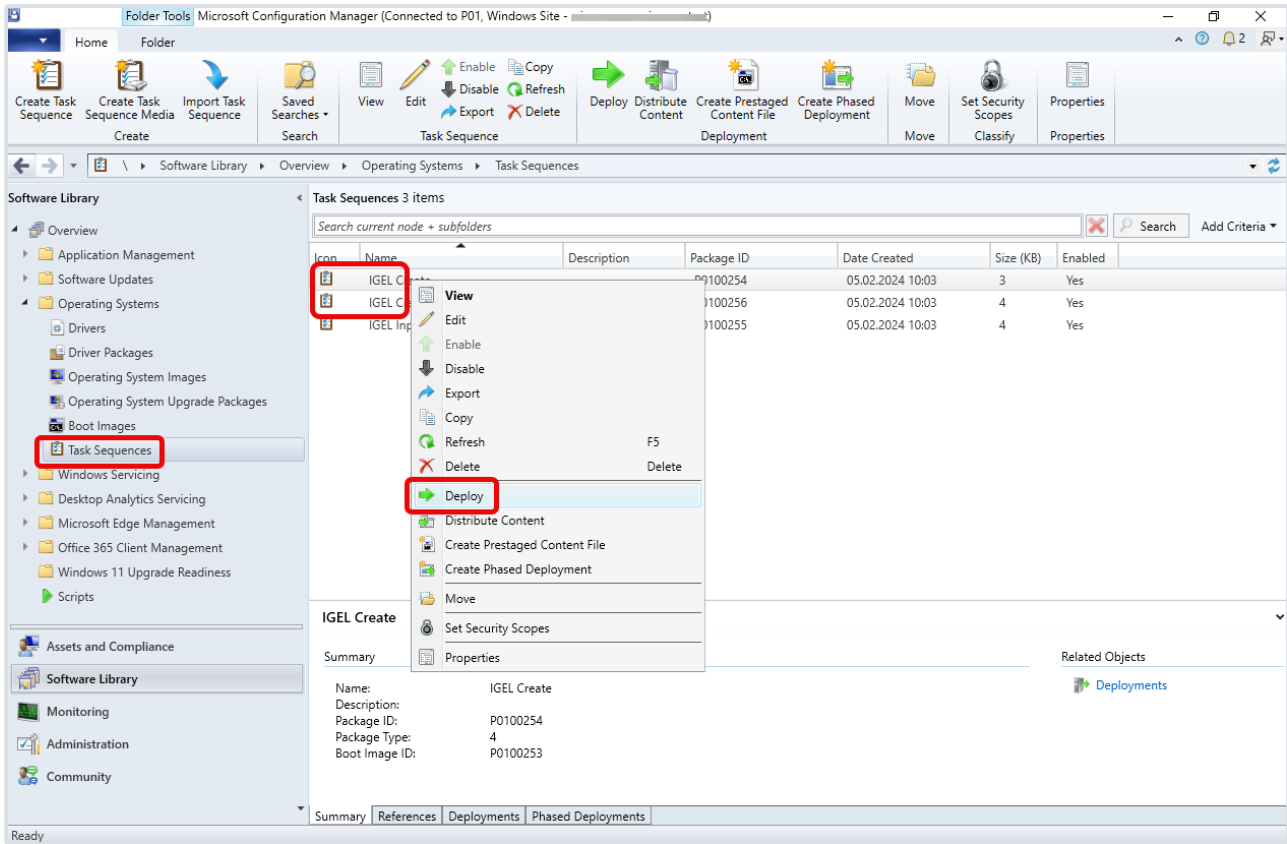 Folder Tools Microsoft Configuration Manager (Connected to P01, Windows Site -
Home Folder
2
Create Task Sequence
Create Task Sequence Media
Import Task Sequence
Create
Saved Searches
Search
View
Edit
Enable
Disable
Export
Copy
Refresh
Delete
Task Sequence
Deploy
Distribute Content
Create Prestaged Content File
Create Phased Deployment
Deployment
Move
Move
Set Security Scopes
Classify
Properties
Properties
\ Software Library Overview Operating Systems Task Sequences
Software Library
Overview
Application Management
Software Updates
Operating Systems
Drivers
Driver Packages
Operating System Images
Operating System Upgrade Packages
Boot Images
Task Sequences
Windows Servicing
Desktop Analytics Servicing
Microsoft Edge Management
Office 365 Client Management
Windows 11 Upgrade Readiness
Scripts
Assets and Compliance
Software Library
Monitoring
Administration
Community
Task Sequences 3 items
Search current node + subfolders
Search
Add Criteria
Icon Name Description Package ID Date Created Size (KB) Enabled
IGEL Create P0100254 05.02.2024 10:03 3 Yes
IGEL 0100256 05.02.2024 10:03 4 Yes
IGEL 0100255 05.02.2024 10:03 4 Yes
View
Edit
Enable
Disable
Export
Copy
Refresh F5
Delete Delete
Deploy
Distribute Content
Create Prestaged Content File
Create Phased Deployment
Move
Set Security Scopes
Properties
IGEL Create
Summary
Name: IGEL Create
Description:
Package ID: P0100254
Package Type: 4
Boot Image ID: P0100253
Related Objects
Deployments
Summary References Deployments Phased Deployments
Ready